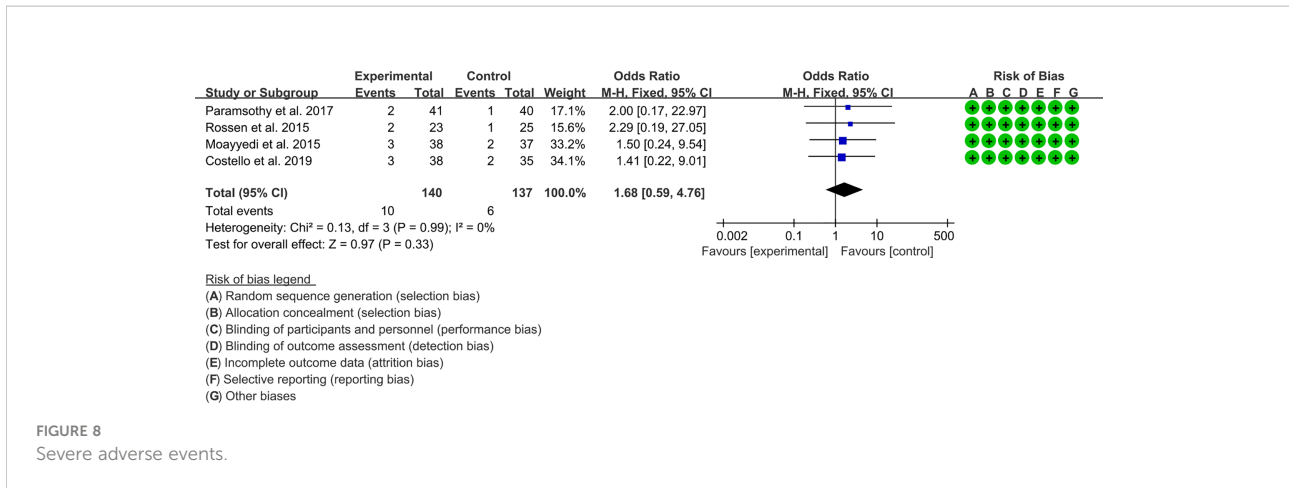 Experimental Control Odds Ratio Odds Ratio Risk of Bias
Study or Subgroup Events Total Events Total Weight M-H, Fixed, 95% CI M-H, Fixed, 95% CI A B C D E F G
Paramsothy et al. 2017 2 41 1 40 17.1% 2.00 [0.17, 22.97] + + + + + + +
Rossen et al. 2015 2 23 1 25 15.6% 2.29 [0.19, 27.05] + + + + + + +
Moayyedi et al. 2015 3 38 2 37 33.2% 1.50 [0.24, 9.54] + + + + + + +
Costello et al. 2019 3 38 2 35 34.1% 1.41 [0.22, 9.01] + + + + + + +
Total (95% CI) 140 137 100.0% 1.68 [0.59, 4.76]
Total events 10 6
Heterogeneity: Chi² = 0.13, df = 3 (P = 0.99); I² = 0%
Test for overall effect: Z = 0.97 (P = 0.33)
0.002 0.1 1 10 500
Favours [experimental] Favours [control]
Risk of bias legend
(A) Random sequence generation (selection bias)
(B) Allocation concealment (selection bias)
(C) Blinding of participants and personnel (performance bias)
(D) Blinding of outcome assessment (detection bias)
(E) Incomplete outcome data (attrition bias)
(F) Selective reporting (reporting bias)
(G) Other biases
FIGURE 8
Severe adverse events.